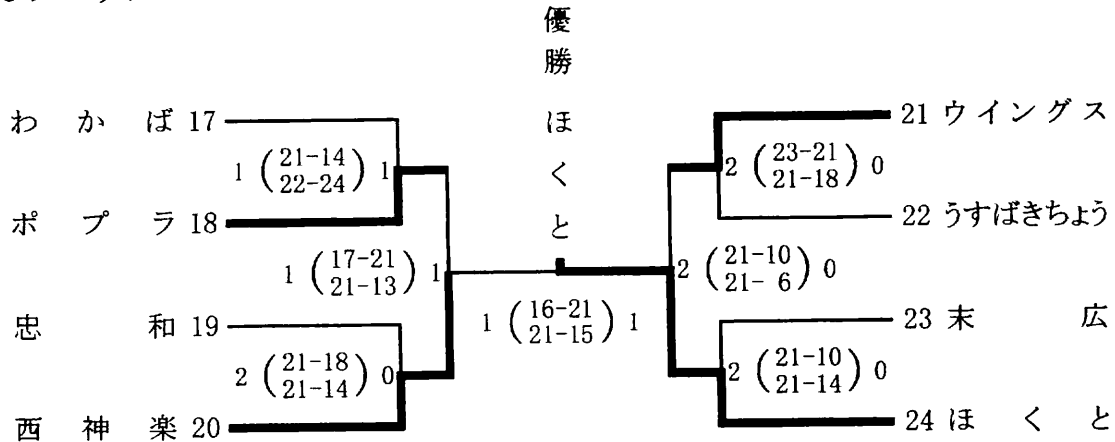 優勝 ほくと
わかば 17
1 (21-14 22-24) 1
ポプラ 18
1 (17-21 21-13) 1
忠和 19
2 (21-18 21-14) 0
西神楽 20
1 (16-21 21-15) 1
21 ウイングス
2 (23-21 21-18) 0
22 うすばきちょう
2 (21-10 21- 6) 0
23 末広
2 (21-10 21-14) 0
24 ほくと